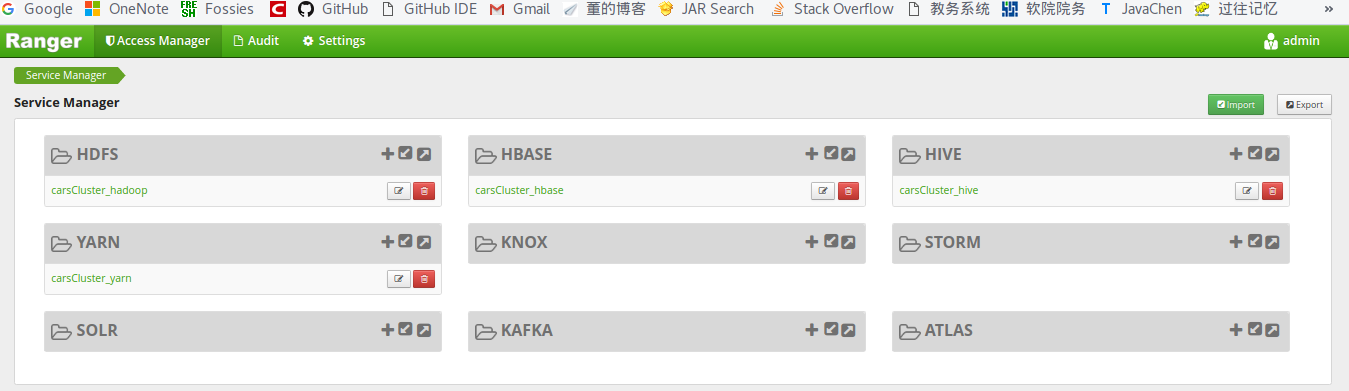 Google OneNote FRE SH Fossies GitHub GitHub IDE Gmail 董的博客 JAR Search Stack Overflow 教务系统 软院院务 T JavaChen 过往记忆 »
Ranger Access Manager Audit Settings admin
Service Manager
Service Manager Import Export
HDFS HBASE HIVE
carsCluster_hadoop carsCluster_hbase carsCluster_hive
YARN KNOX STORM
carsCluster_yarn
SOLR KAFKA ATLAS